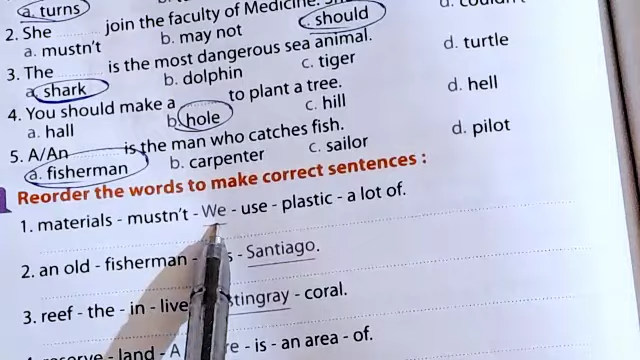 a. turns
2. She ........ join the faculty of Medicine.
a. mustn't b. may not c. should d. couldn't
3. The ........ is the most dangerous sea animal.
a. shark b. dolphin c. tiger d. turtle
4. You should make a ........ to plant a tree.
a. hall b. hole c. hill d. hell
5. A/An ........ is the man who catches fish.
a. fisherman b. carpenter c. sailor d. pilot
Reorder the words to make correct sentences :
1. materials - mustn't - We - use - plastic - a lot of.
2. an old - fisherman - - Santiago.
3. reef - the - in - live stingray - coral.
- land - A - is - an area - of.